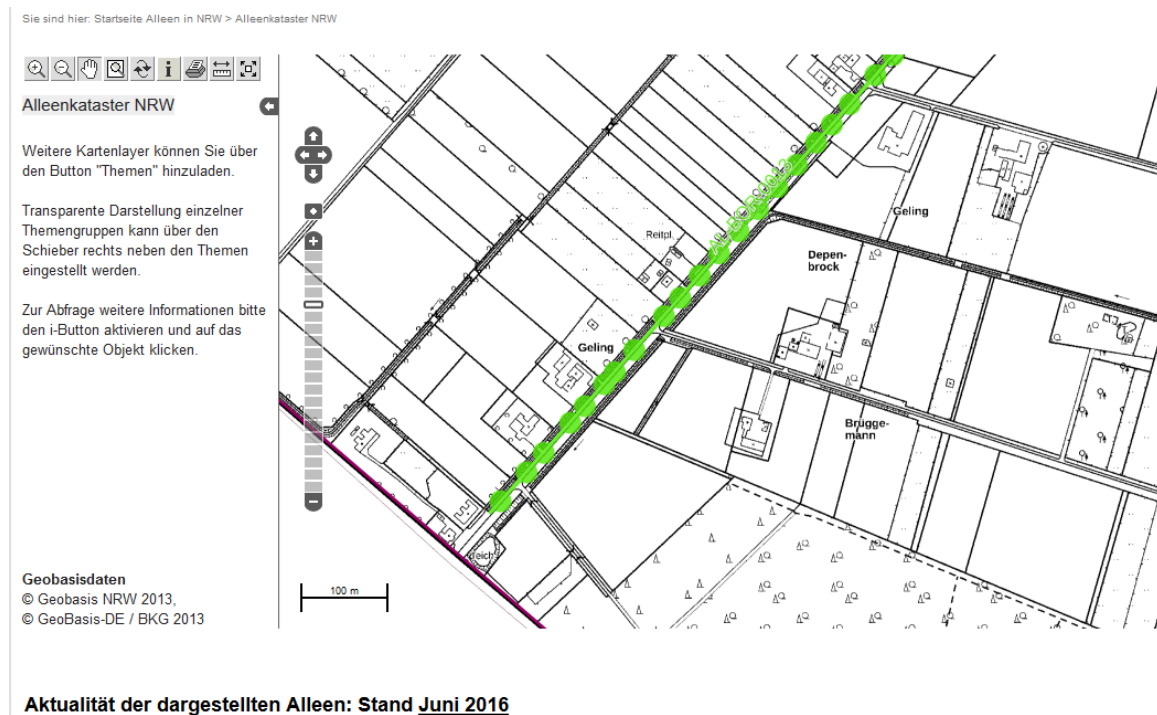 Sie sind hier: Startseite Alleen in NRW > Alleenkataster NRW
Alleenkataster NRW
Weitere Kartenlayer können Sie über
den Button "Themen" hinzuladen.
Transparente Darstellung einzelner
Themengruppen kann über den
Schieber rechts neben den Themen
eingestellt werden.
Zur Abfrage weitere Informationen bitte
den i-Button aktivieren und auf das
gewünschte Objekt klicken.
Geobasisdaten
© Geobasis NRW 2013,
© GeoBasis-DE / BKG 2013
AL-BOR-0013
Geling
Reitpl.
Depen-
brock
Geling
Brügge-
mann
Teich
100 m
Aktualität der dargestellten Alleen: Stand Juni 2016